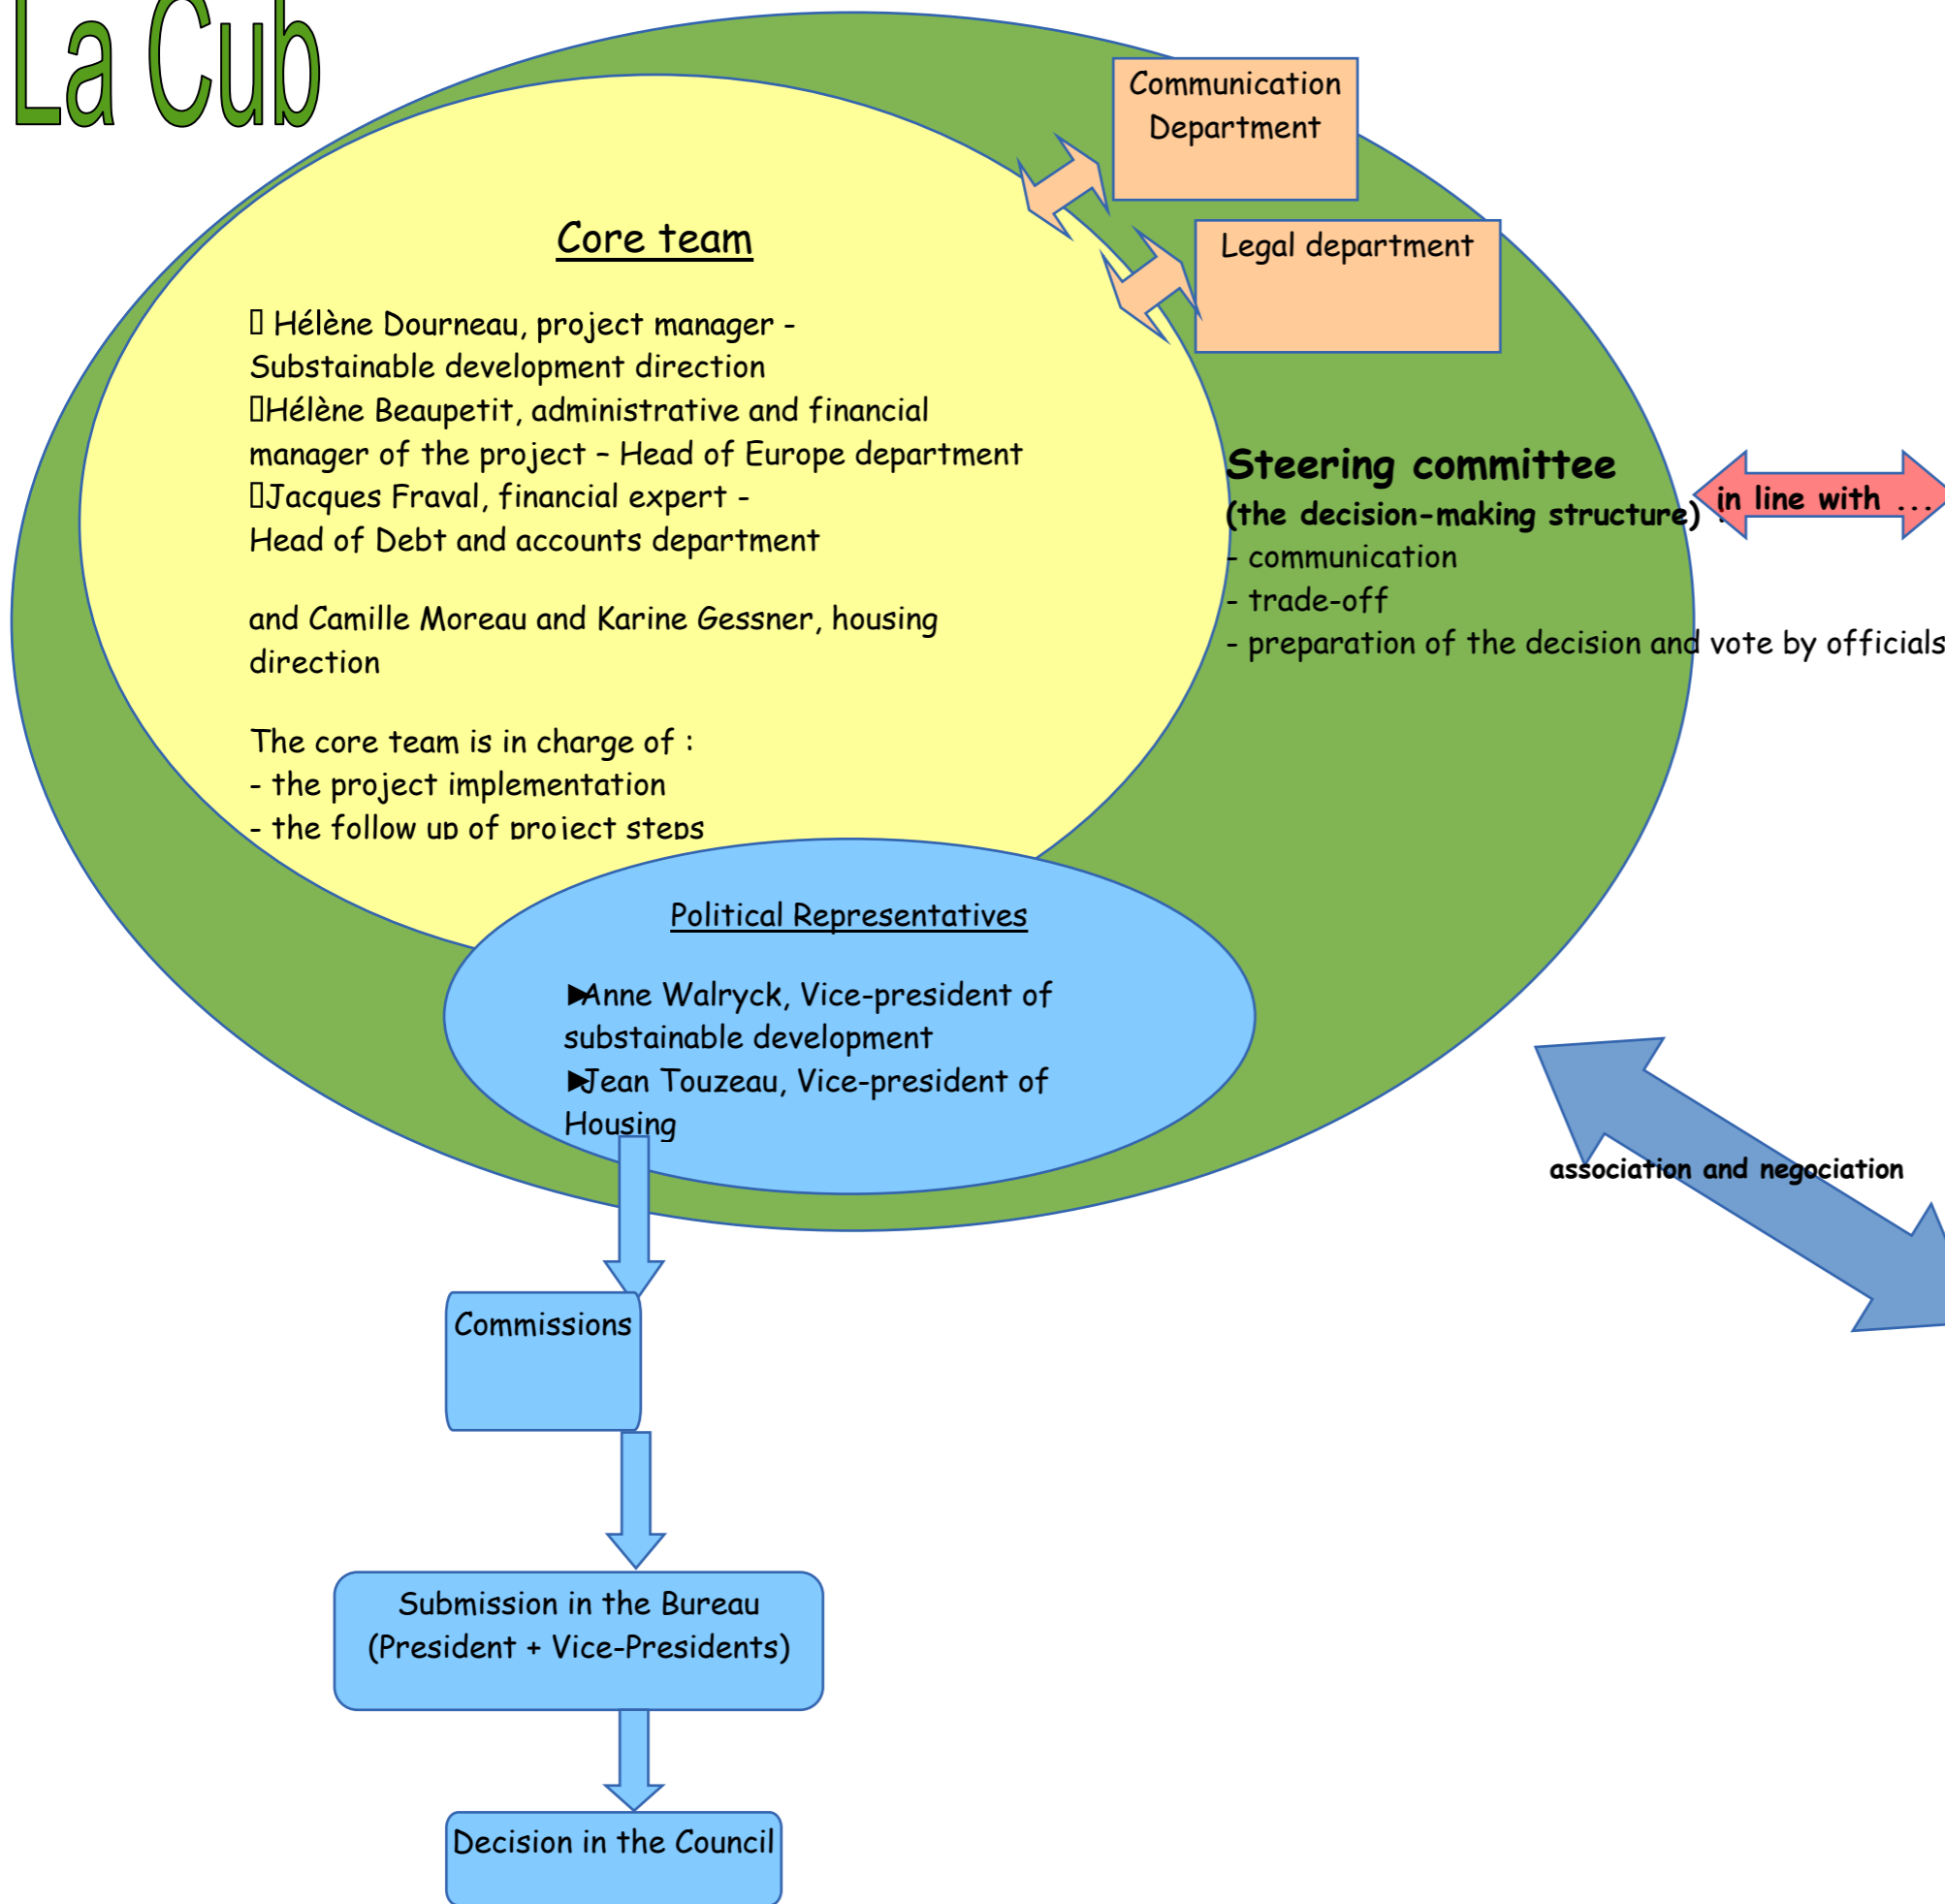 La Cub
Communication
Department
Legal department
Core team
Hélène Dourneau, project manager -
Substainable development direction
Hélène Beaupetit, administrative and financial
manager of the project – Head of Europe department
Jacques Fraval, financial expert -
Head of Debt and accounts department
and Camille Moreau and Karine Gessner, housing
direction
The core team is in charge of :
- the project implementation
- the follow up of project steps
Steering committee
(the decision-making structure) :
- communication
- trade-off
- preparation of the decision and vote by officials
in line with ...
Political Representatives
►Anne Walryck, Vice-president of
substainable development
►Jean Touzeau, Vice-president of
Housing
association and negociation
Commissions
Submission in the Bureau
(President + Vice-Presidents)
Decision in the Council